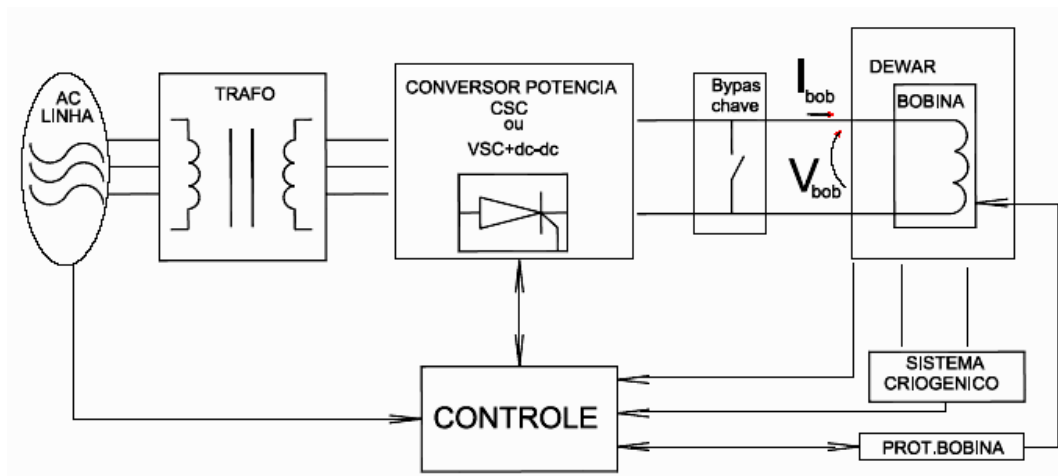 AC
LINHA
TRAFO
CONVERSOR POTENCIA
CSC
ou
VSC+dc-dc
Bypas
chave
I bob
V bob
DEWAR
BOBINA
CONTROLE
SISTEMA
CRIOGENICO
PROT.BOBINA